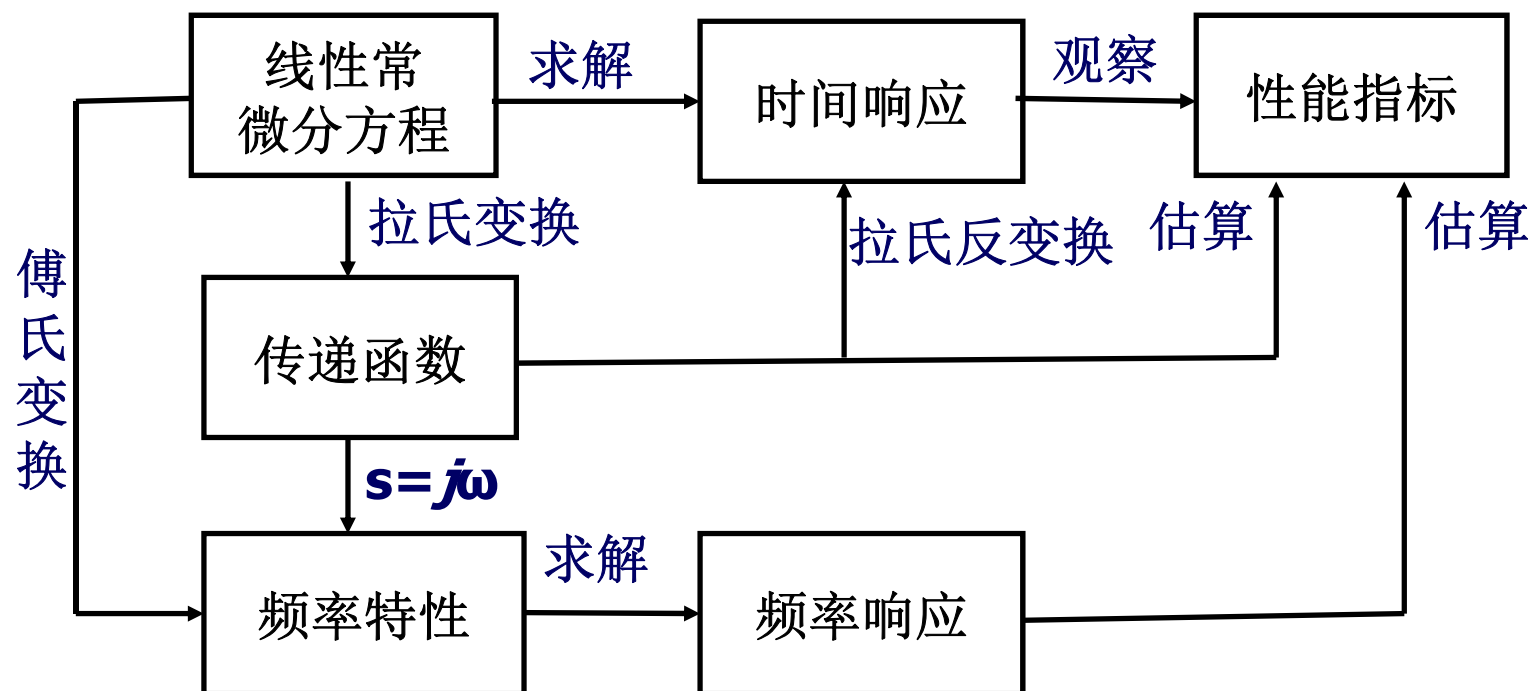 线性常
微分方程
求解
时间响应
观察
性能指标
拉氏变换
拉氏反变换
估算
估算
傅氏变换
传递函数
s=jω
频率特性
求解
频率响应